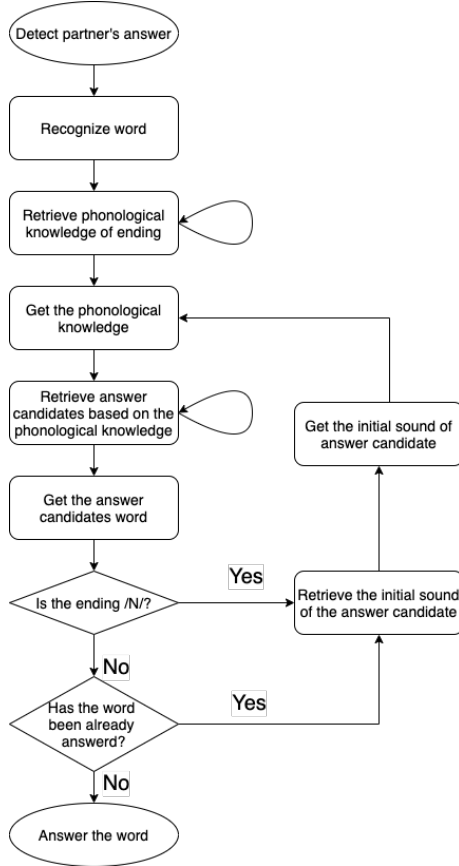 Detect partner's answer
Recognize word
Retrieve phonological
knowledge of ending
Get the phonological
knowledge
Retrieve answer
candidates based on the
phonological knowledge
Get the initial sound of
answer candidate
Get the answer
candidates word
Yes
Is the ending /N/?
Retrieve the initial sound
of the answer candidate
No
Has the word
been already
answerd?
Yes
No
Answer the word